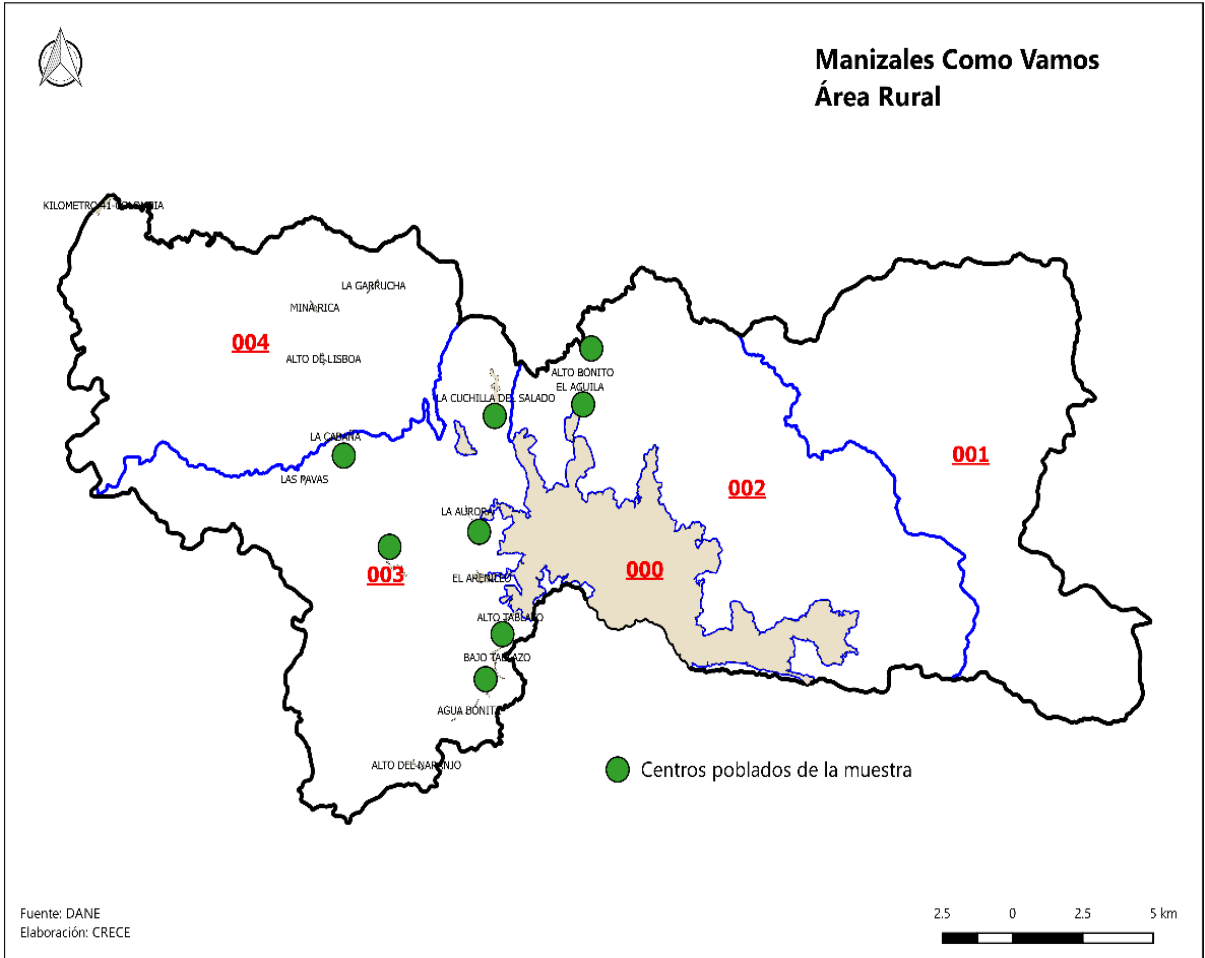 Manizales Como Vamos
Área Rural
KILOMETRO 41-COLOMBIA
LA GARRUCHA
MINA RICA
004
ALTO DE LISBOA
ALTO BONITO
EL AGUILA
LA CUCHILLA DEL SALADO
LA CABAÑA
001
LAS PAVAS
002
LA AURORA
003
EL ARENILLO
000
ALTO TABLAZO
BAJO TABLAZO
AGUA BONITA
ALTO DEL NARANJO
Centros poblados de la muestra
Fuente: DANE
Elaboración: CRECE
2.5 0 2.5 5 km